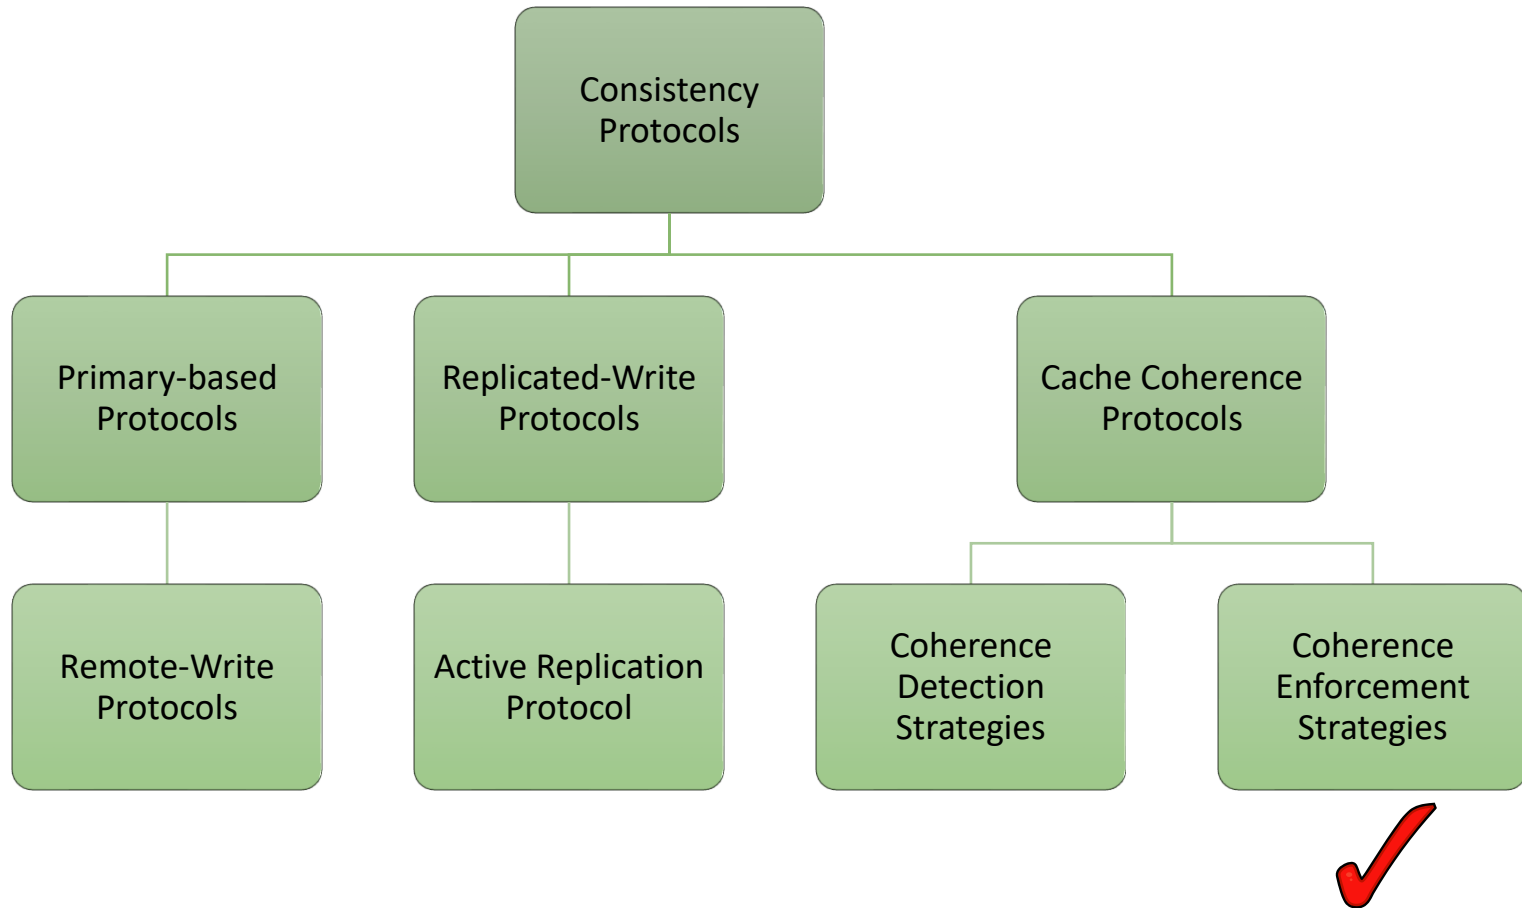 Consistency
Protocols
Primary-based
Protocols
Replicated-Write
Protocols
Cache Coherence
Protocols
Remote-Write
Protocols
Active Replication
Protocol
Coherence
Detection
Strategies
Coherence
Enforcement
Strategies